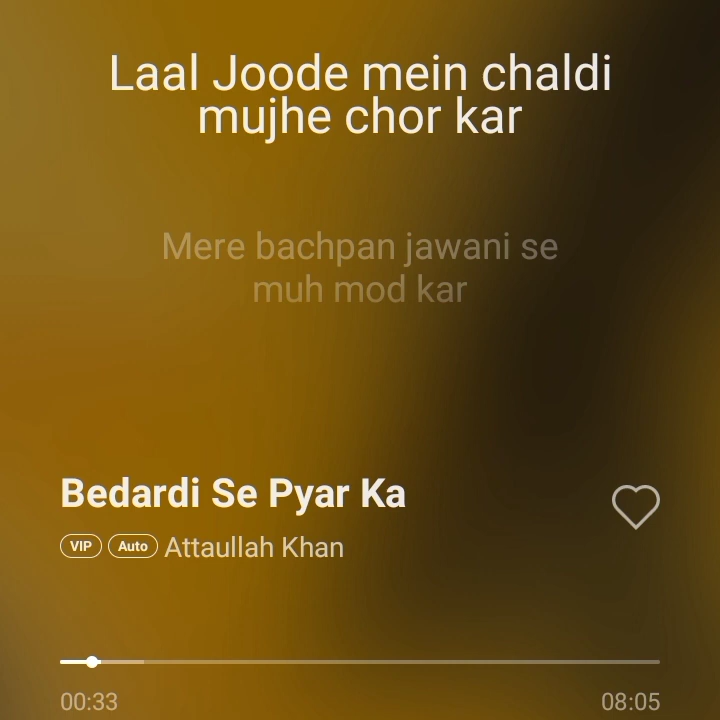 Laal Joode mein chaldi
mujhe chor kar
Mere bachpan jawani se
muh mod kar
Bedardi Se Pyar Ka
VIP Auto Attaullah Khan
00:33 08:05